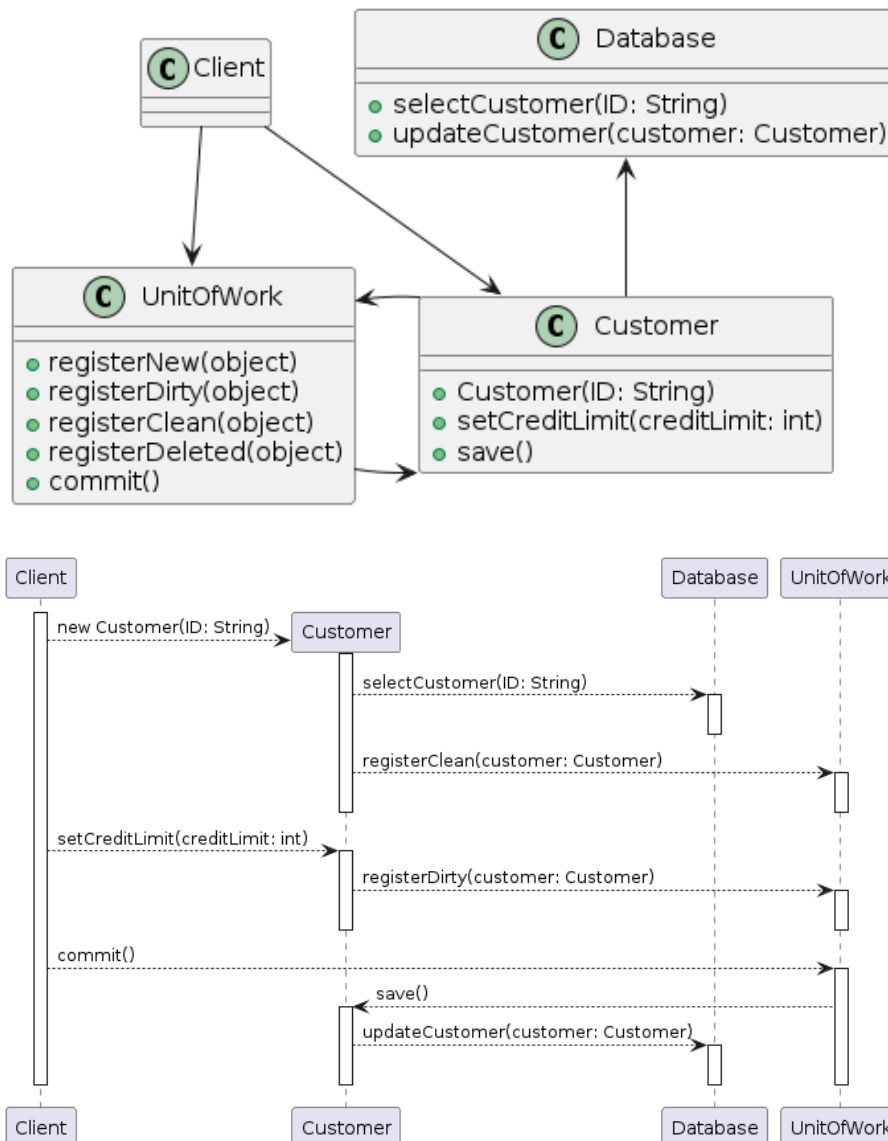 C Client
C Database
+ selectCustomer(ID: String)
+ updateCustomer(customer: Customer)
C UnitOfWork
registerNew(object)
registerDirty(object)
registerClean(object)
registerDeleted(object)
commit()
C Customer
Customer(ID: String)
setCreditLimit(creditLimit: int)
save()
Client
Database
UnitOfWork
new Customer(ID: String)
Customer
selectCustomer(ID: String)
registerClean(customer: Customer)
setCreditLimit(creditLimit: int)
registerDirty(customer: Customer)
commit()
save()
updateCustomer(customer: Customer)
Client
Customer
Database
UnitOfWork